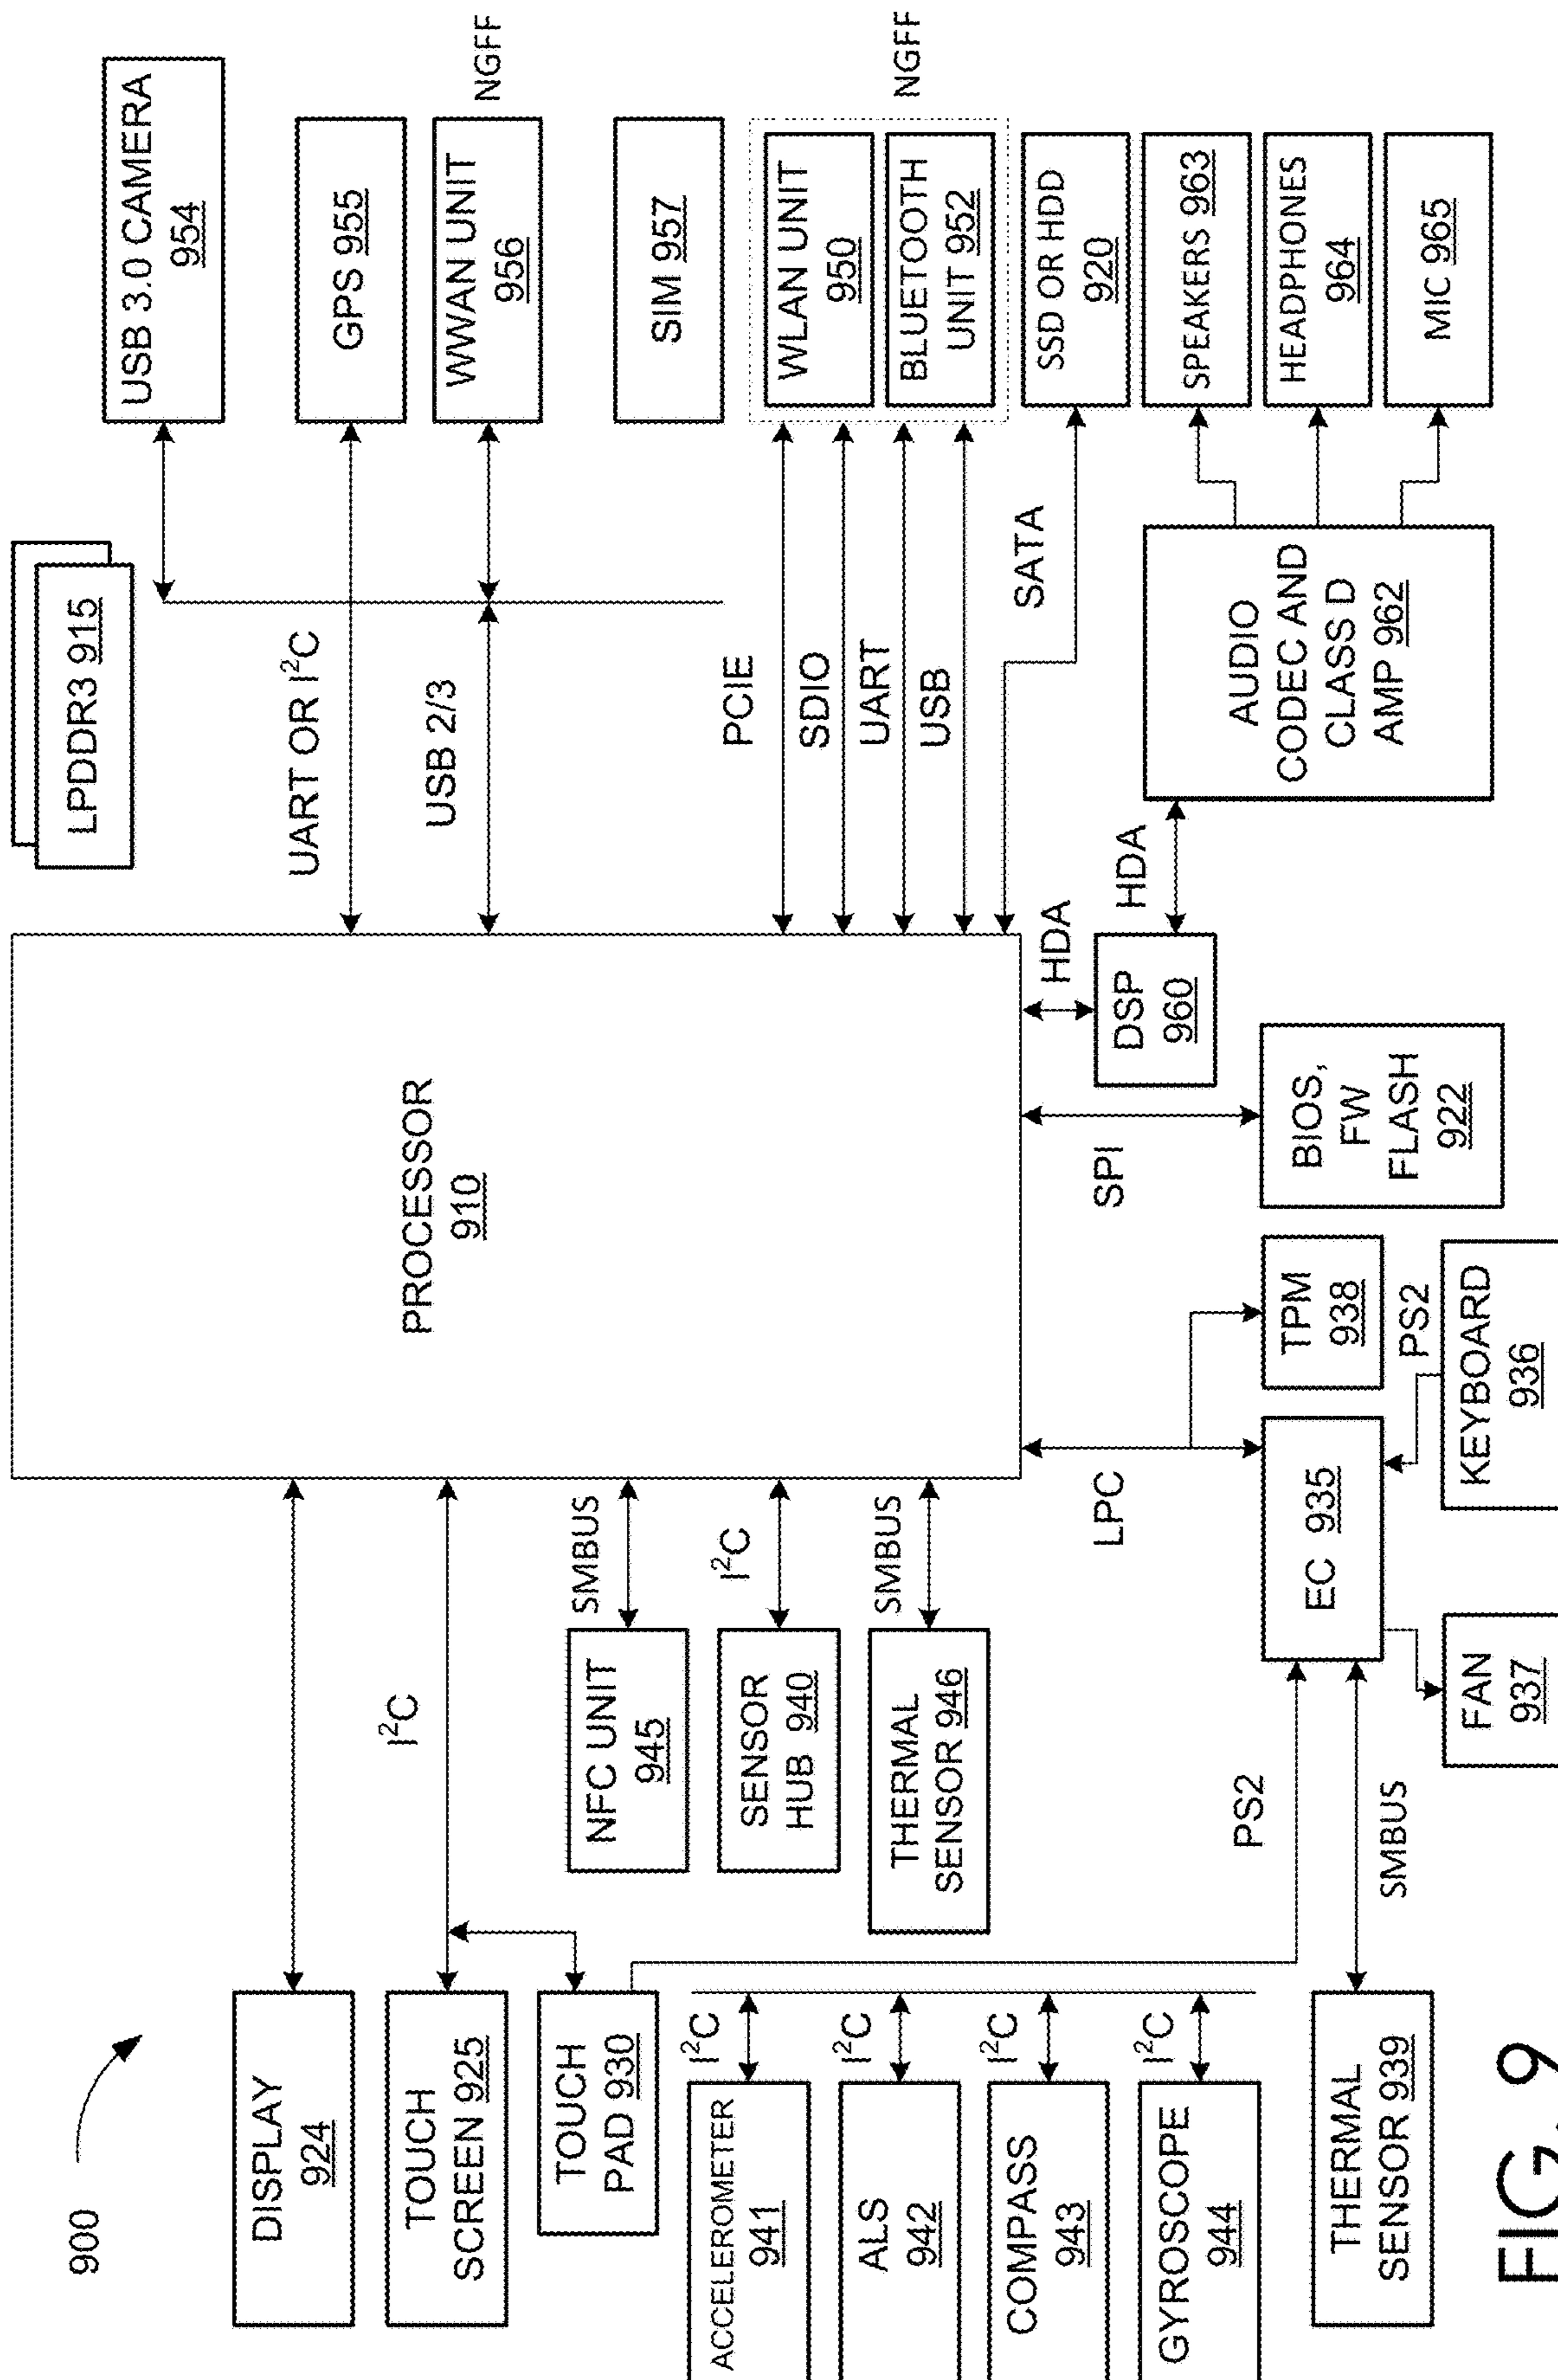 900
LPDDR3 915
DISPLAY
924
TOUCH
SCREEN 925
I²C
TOUCH
PAD 930
NFC UNIT
945
SMBUS
SENSOR
HUB 940
I²C
THERMAL
SENSOR 946
SMBUS
ACCELEROMETER
941
I²C
ALS
942
I²C
COMPASS
943
I²C
GYROSCOPE
944
I²C
THERMAL
SENSOR 939
SMBUS
PS2
FAN
937
EC 935
LPC
KEYBOARD
936
PS2
TPM
938
PROCESSOR
910
SPI
BIOS,
FW
FLASH
922
DSP
960
HDA
HDA
AUDIO
CODEC AND
CLASS D
AMP 962
UART OR I²C
USB 2/3
PCIE
SDIO
UART
USB
SATA
USB 3.0 CAMERA
954
GPS 955
WWAN UNIT
956
NGFF
SIM 957
WLAN UNIT
950
BLUETOOTH
UNIT 952
NGFF
SSD OR HDD
920
SPEAKERS 963
HEADPHONES
964
MIC 965
FIG. 9